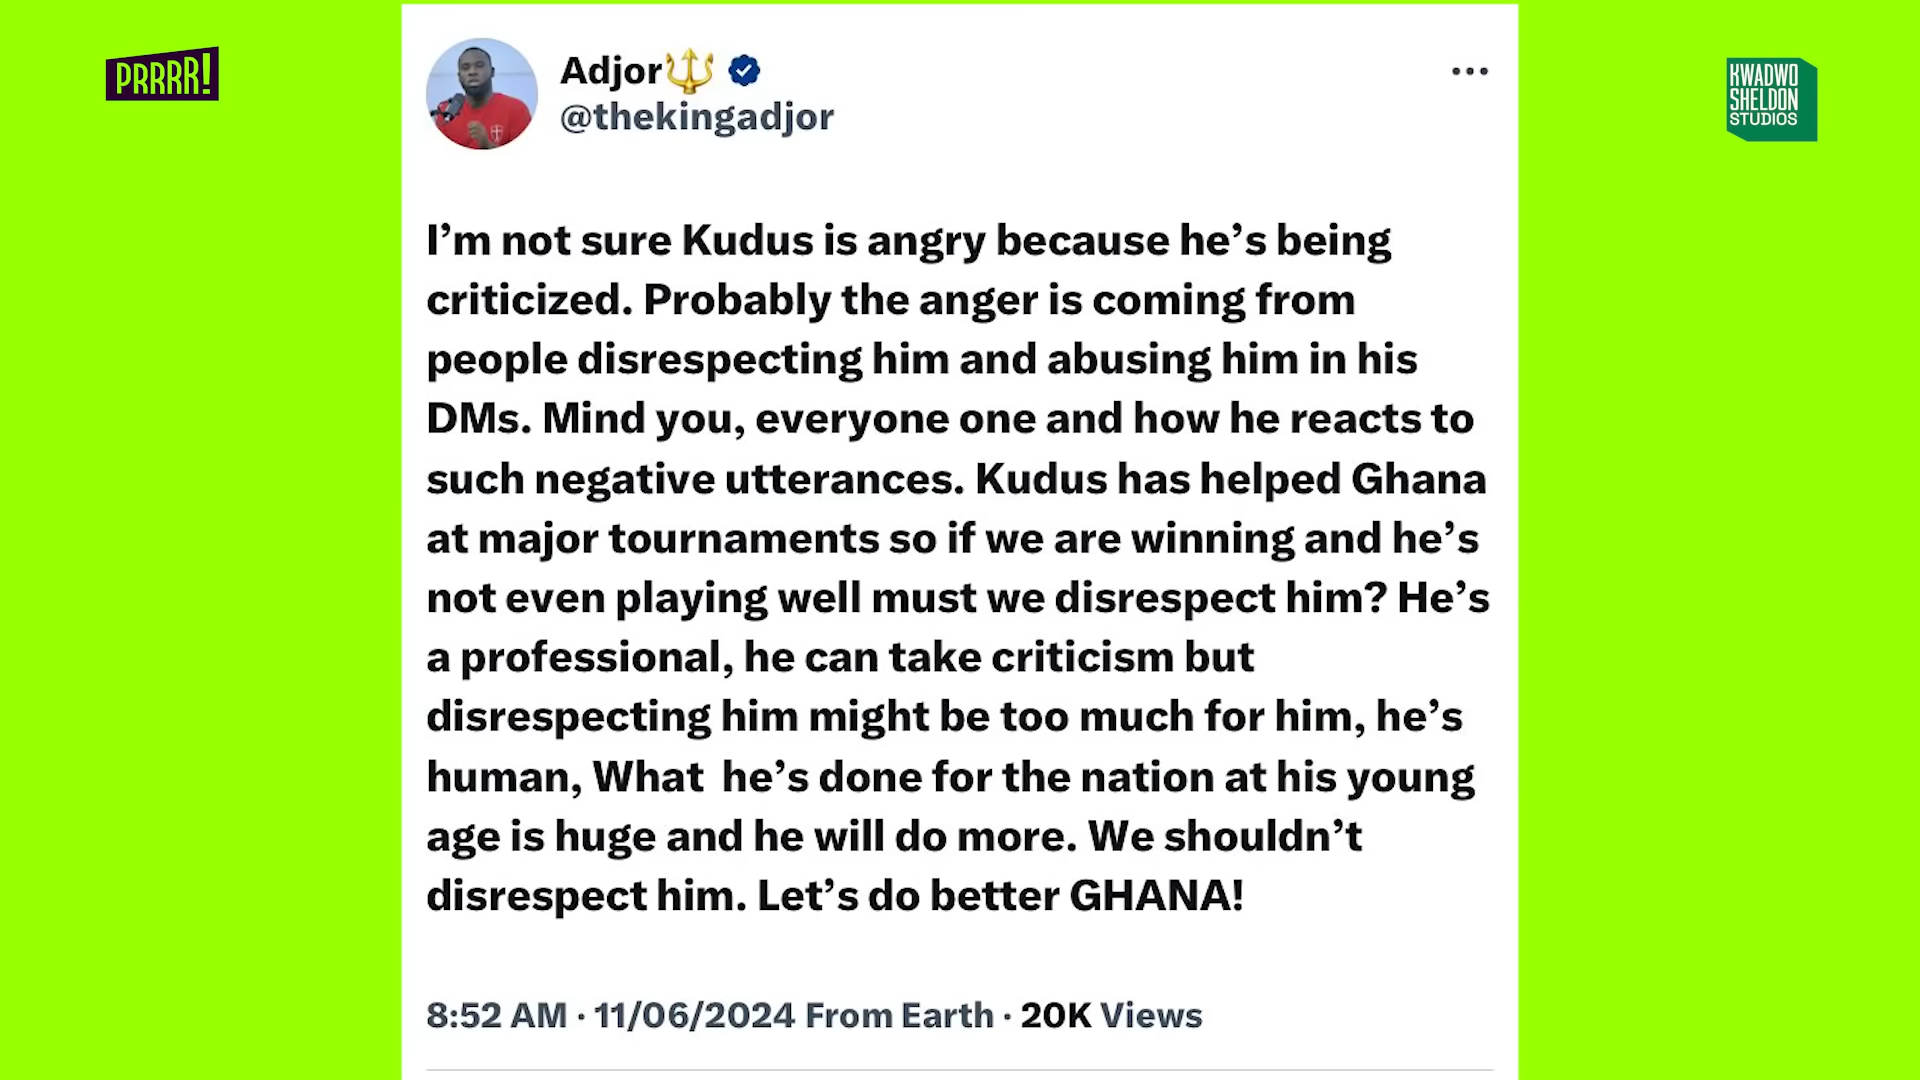 PRRRR!
KWADWO
SHELDON
STUDIOS
Adjor🔱
@thekingadjor
I’m not sure Kudus is angry because he’s being
criticized. Probably the anger is coming from
people disrespecting him and abusing him in his
DMs. Mind you, everyone one and how he reacts to
such negative utterances. Kudus has helped Ghana
at major tournaments so if we are winning and he’s
not even playing well must we disrespect him? He’s
a professional, he can take criticism but
disrespecting him might be too much for him, he’s
human, What he’s done for the nation at his young
age is huge and he will do more. We shouldn’t
disrespect him. Let’s do better GHANA!
8:52 AM · 11/06/2024 From Earth · 20K Views